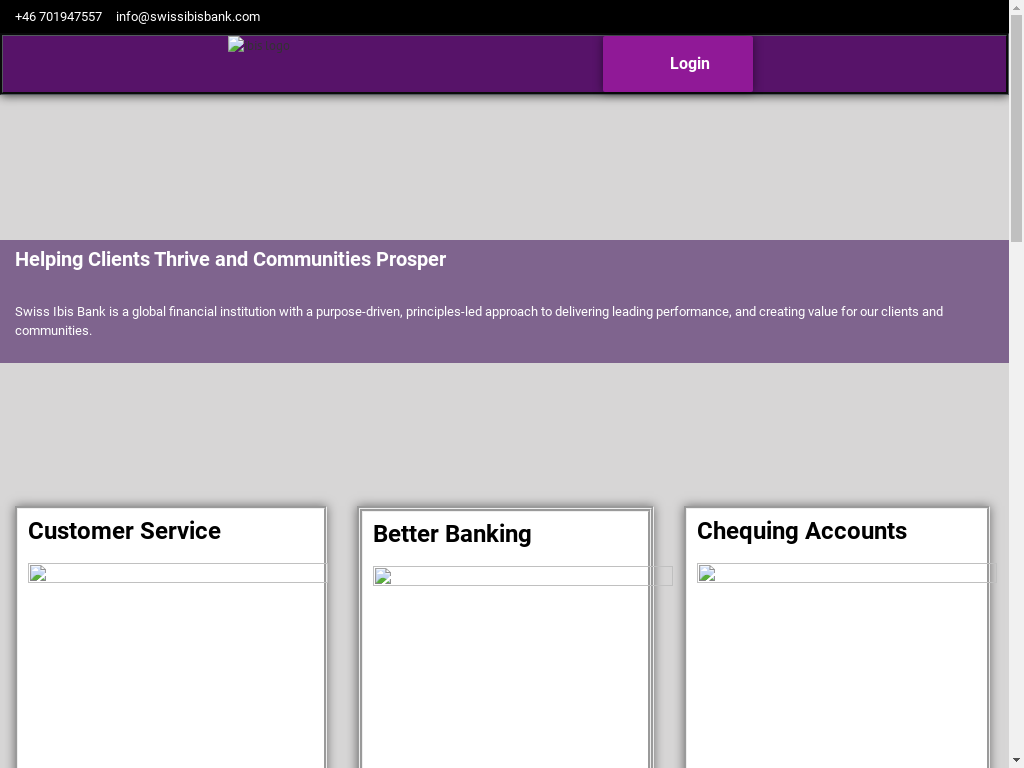 +46 701947557 info@swissibisbank.com
Login
Helping Clients Thrive and Communities Prosper
Swiss Ibis Bank is a global financial institution with a purpose-driven, principles-led approach to delivering leading performance, and creating value for our clients and
communities.
Customer Service
Better Banking
Chequing Accounts